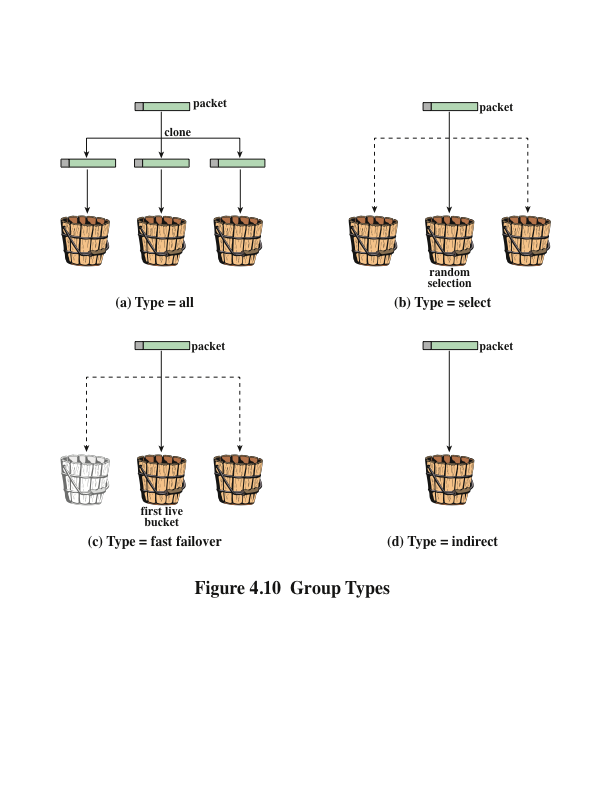 packet
clone
(a) Type = all
packet
random
selection
(b) Type = select
packet
first live
bucket
(c) Type = fast failover
packet
(d) Type = indirect
Figure 4.10 Group Types